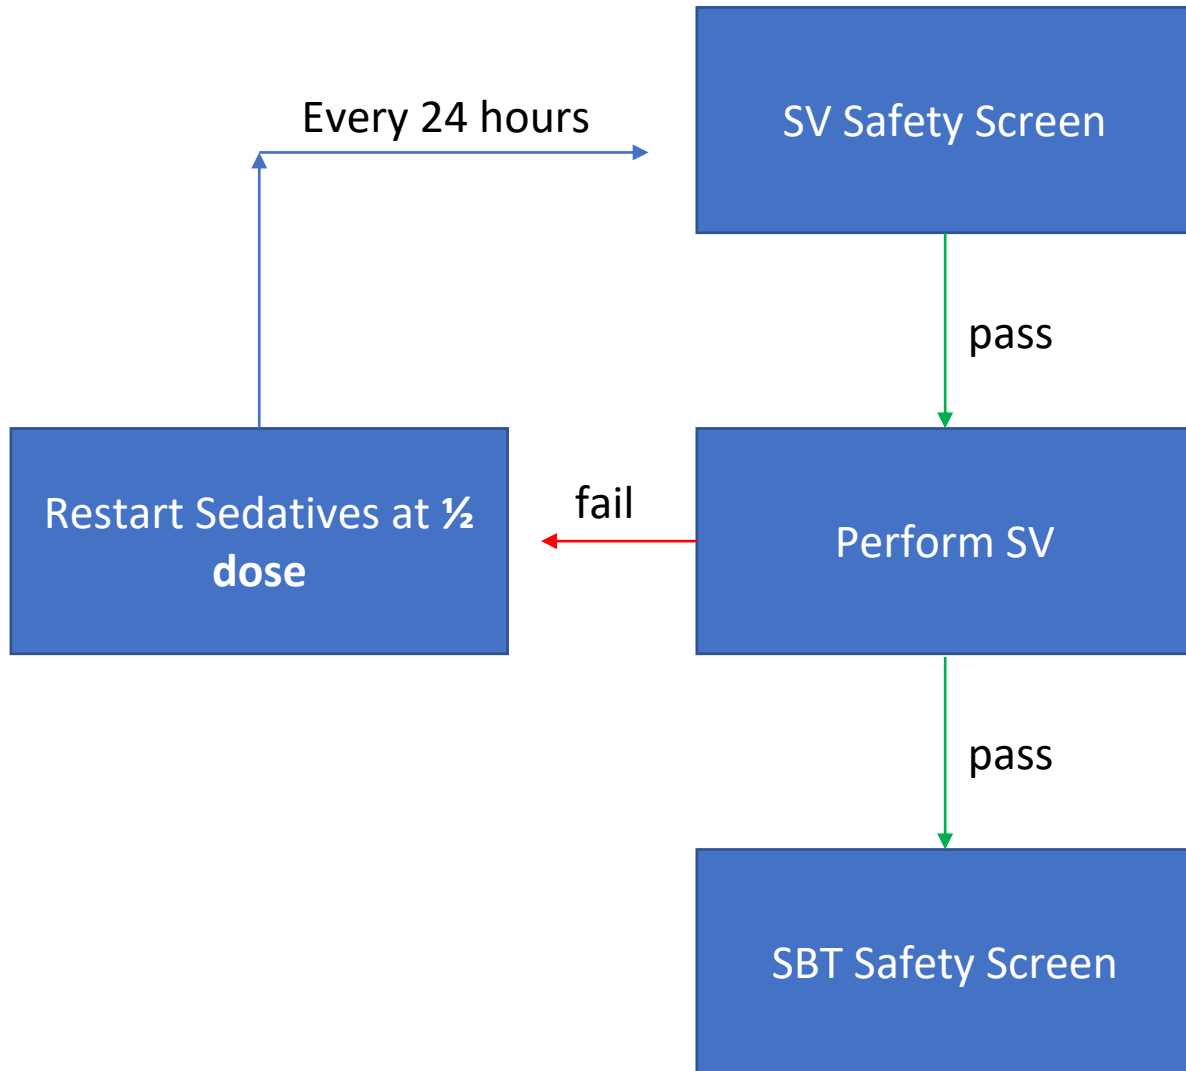 Every 24 hours
SV Safety Screen
pass
Restart Sedatives at ½
dose
fail
Perform SV
pass
SBT Safety Screen